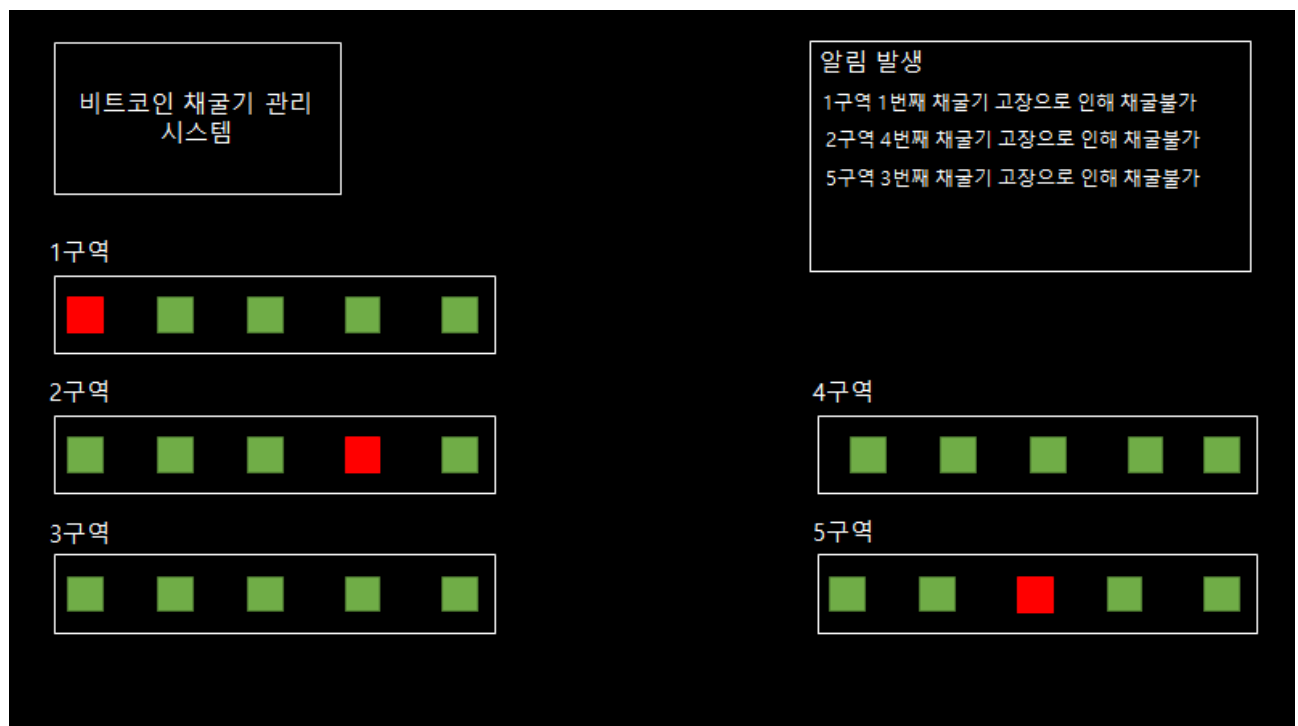 비트코인 채굴기 관리
시스템
알림 발생
1구역 1번째 채굴기 고장으로 인해 채굴불가
2구역 4번째 채굴기 고장으로 인해 채굴불가
5구역 3번째 채굴기 고장으로 인해 채굴불가
1구역
2구역
3구역
4구역
5구역